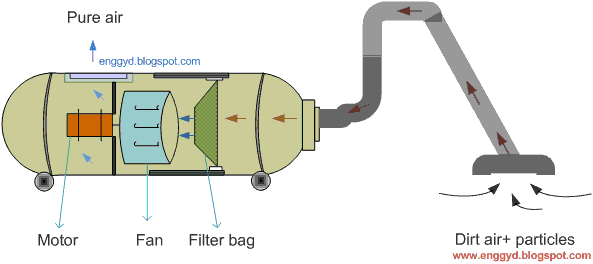 Pure air
enggyd.blogspot.com
Motor
Fan
Filter bag
Dirt air+ particles
www.enggyd.blogspot.com